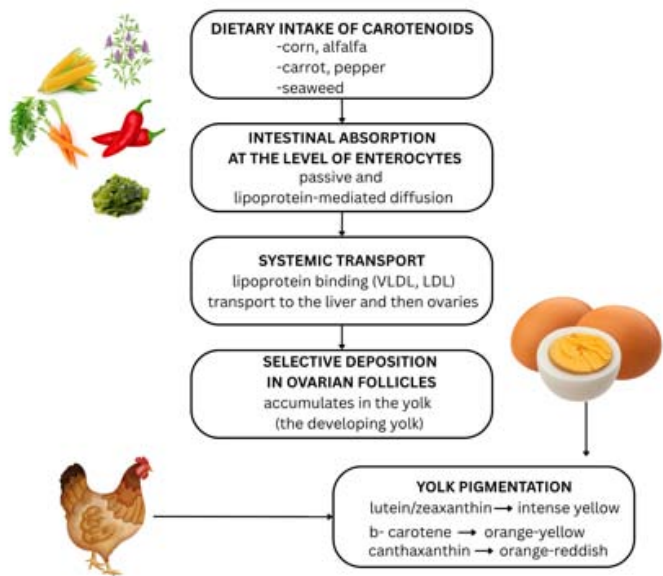 DIETARY INTAKE OF CAROTENOIDS
-corn, alfalfa
-carrot, pepper
-seaweed
INTESTINAL ABSORPTION
AT THE LEVEL OF ENTEROCYTES
passive and
lipoprotein-mediated diffusion
SYSTEMIC TRANSPORT
lipoprotein binding (VLDL, LDL)
transport to the liver and then ovaries
SELECTIVE DEPOSITION
IN OVARIAN FOLLICLES
accumulates in the yolk
(the developing yolk)
YOLK PIGMENTATION
lutein/zeaxanthin → intense yellow
b- carotene → orange-yellow
canthaxanthin → orange-reddish